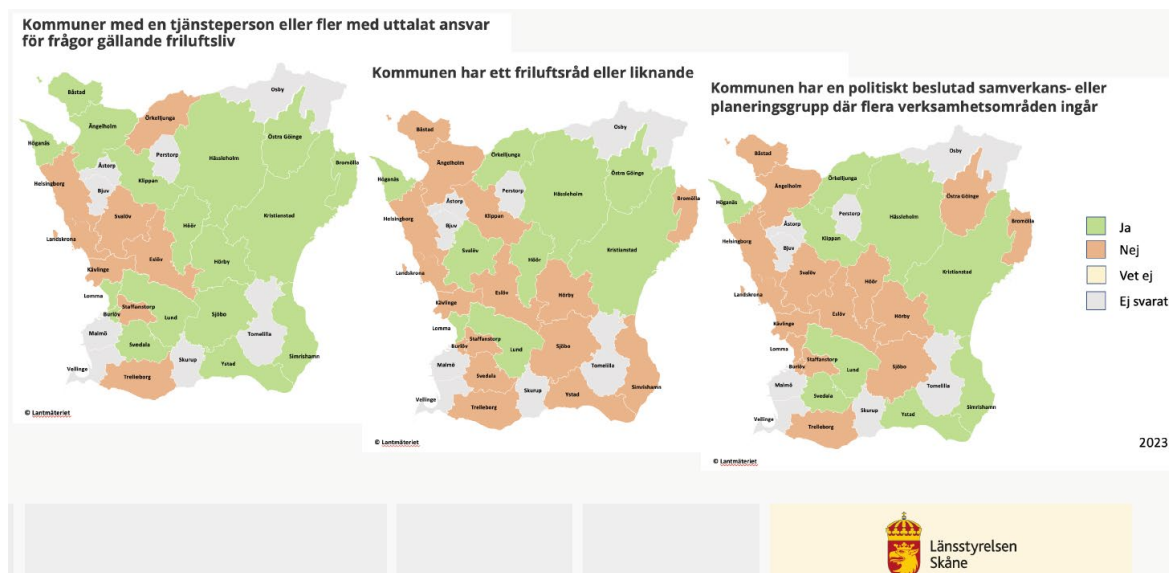 Kommuner med en tjänsteperson eller fler med uttalat ansvar
för frågor gällande friluftsliv
Båstad
Ängelholm
Örkelljunga
Osby
Östra Göinge
Höganäs
Perstorp
Hässleholm
Bromölla
Åstorp
Klippan
Helsingborg
Bjuv
Svalöv
Kristianstad
Höör
Landskrona
Eslöv
Hörby
Kävlinge
Lomma
Staffanstorp
Burlöv
Lund
Sjöbo
Malmö
Tomelilla
Svedala
Skurup
Simrishamn
Vellinge
Ystad
Trelleborg
© Lantmäteriet
Kommunen har ett friluftsråd eller liknande
Båstad
Osby
Ängelholm
Örkelljunga
Östra Göinge
Höganäs
Perstorp
Hässleholm
Bromölla
Åstorp
Klippan
Helsingborg
Bjuv
Svalöv
Kristianstad
Höör
Landskrona
Eslöv
Hörby
Kävlinge
Lomma
Staffanstorp
Burlöv
Lund
Sjöbo
Malmö
Tomelilla
Svedala
Skurup
Simrishamn
Vellinge
Ystad
Trelleborg
© Lantmäteriet
Kommunen har en politiskt beslutad samverkans- eller
planeringsgrupp där flera verksamhetsområden ingår
Båstad
Osby
Ängelholm
Örkelljunga
Östra Göinge
Höganäs
Perstorp
Hässleholm
Bromölla
Åstorp
Klippan
Helsingborg
Bjuv
Svalöv
Kristianstad
Höör
Landskrona
Eslöv
Hörby
Kävlinge
Lomma
Staffanstorp
Burlöv
Lund
Sjöbo
Malmö
Tomelilla
Svedala
Skurup
Simrishamn
Vellinge
Ystad
Trelleborg
© Lantmäteriet
Ja
Nej
Vet ej
Ej svarat
2023
Länsstyrelsen
Skåne